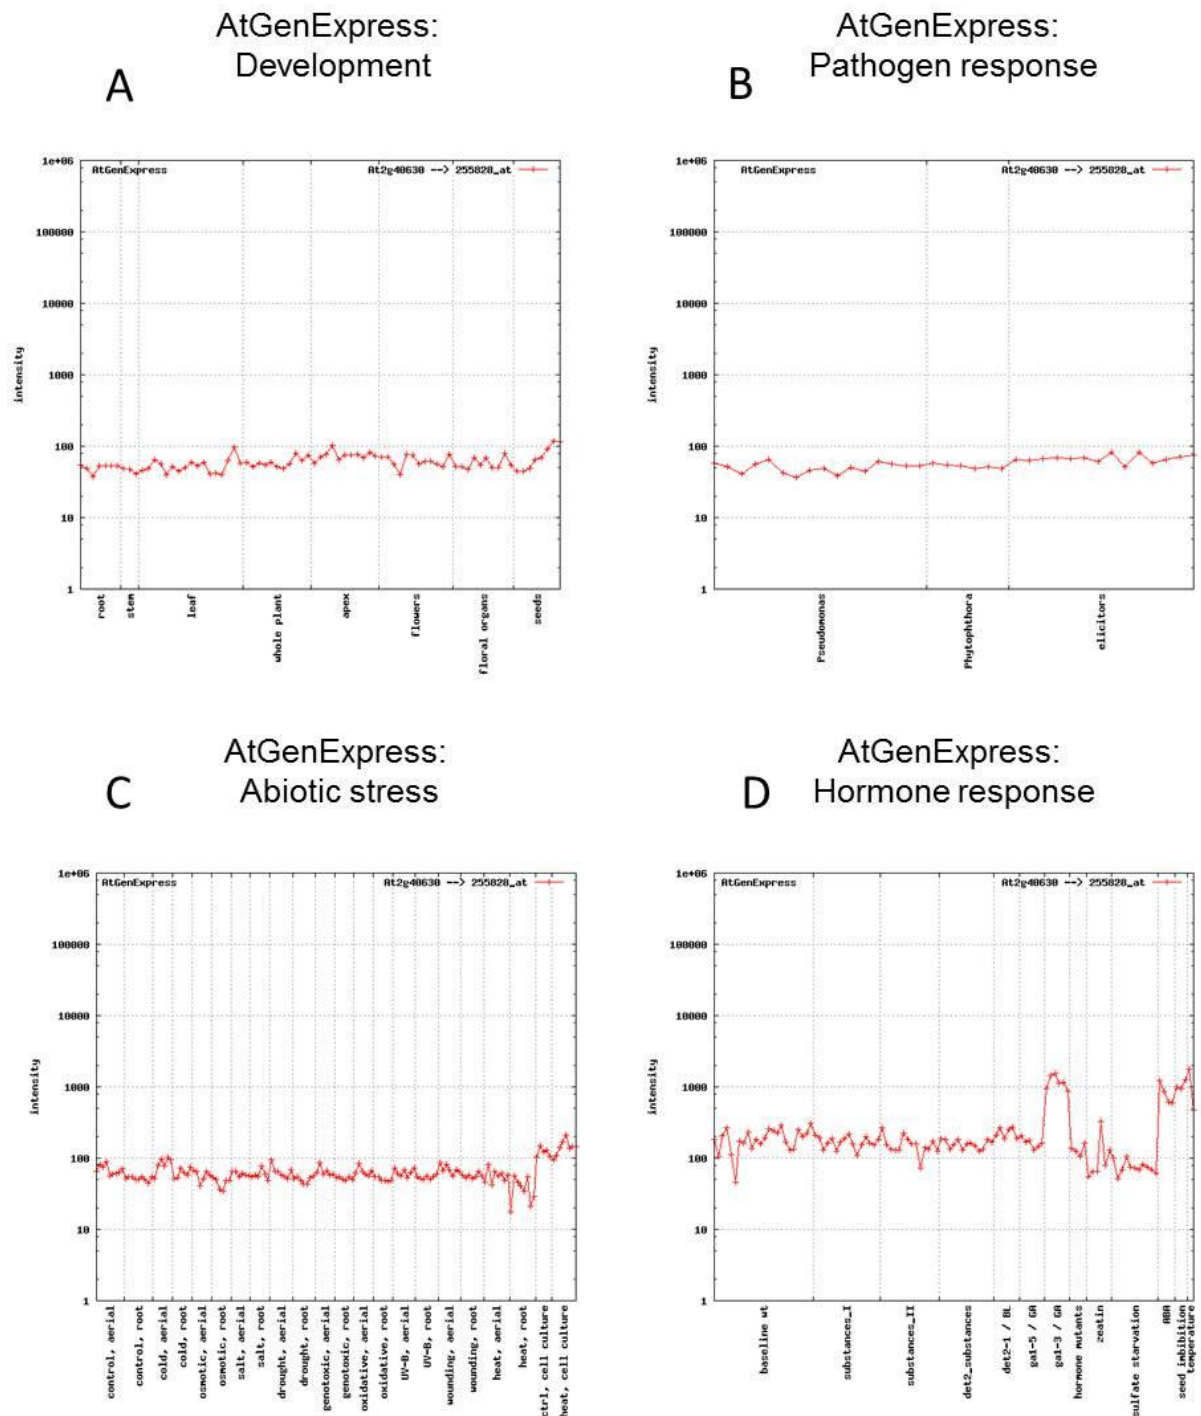 AtGenExpress:
Development
A
AtGenExpress:
Pathogen response
B
1e+06
100000
10000
1000
100
10
1
intensity
AtGenExpress
At2g40630 --> 255828_at
root
stem
leaf
whole plant
apex
flowers
floral organs
seeds
1e+06
100000
10000
1000
100
10
1
intensity
AtGenExpress
At2g40630 --> 255828_at
Pseudomonas
Phytophthora
elicitors
AtGenExpress:
Abiotic stress
C
AtGenExpress:
Hormone response
D
1e+06
100000
10000
1000
100
10
1
intensity
AtGenExpress
At2g40630 --> 255828_at
control, aerial
control, root
cold, aerial
cold, root
osmotic, aerial
osmotic, root
salt, aerial
salt, root
drought, aerial
drought, root
genotoxic, aerial
genotoxic, root
oxidative, aerial
oxidative, root
UV-B, aerial
UV-B, root
wounding, aerial
wounding, root
heat, aerial
heat, root
ctrl, cell culture
heat, cell culture
1e+06
100000
10000
1000
100
10
1
intensity
AtGenExpress
At2g40630 --> 255828_at
baseline wt
substances_I
substances_II
det2_substances
det2-1 / BL
ga1-5 / GA
ga1-3 / GA
hormone mutants
zeatin
sulfate starvation
ABA
seed_imbibition
temperature